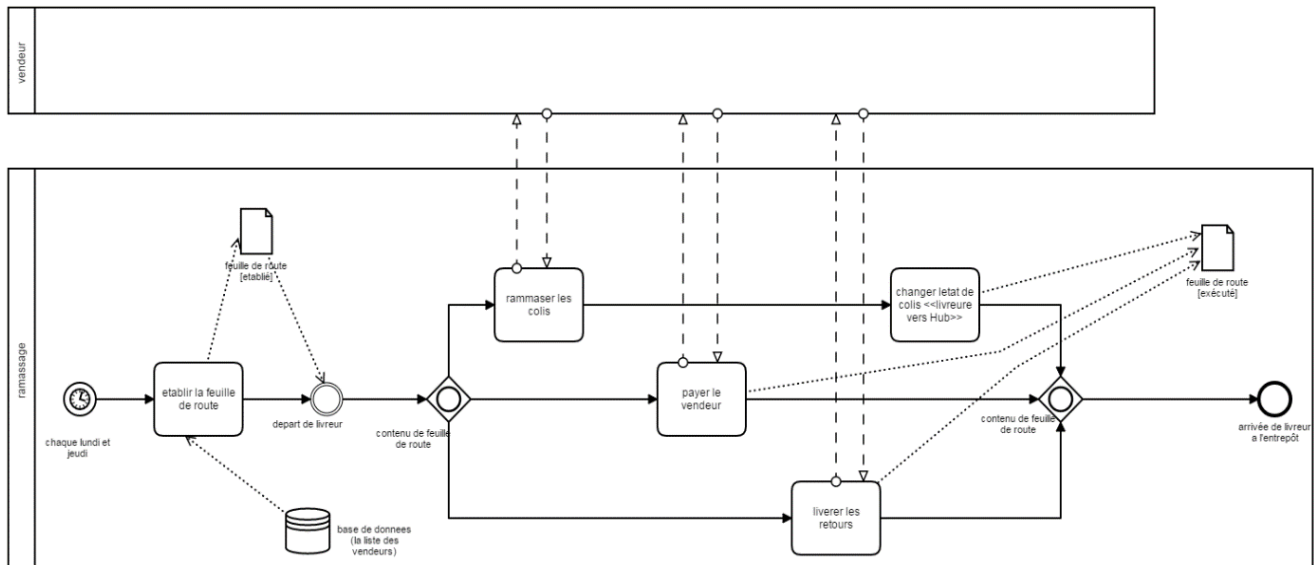 vendeur
ramassage
chaque lundi et
jeudi
etablir la feuille
de route
feuille de route
[etablié]
base de donnees
(la liste des
vendeurs)
depart de livreur
contenu de feuille
de route
rammaser les
colis
payer le
vendeur
liverer les
retours
changer letat de
colis <<livreure
vers Hub>>
contenu de feuille
de route
feuille de route
[exécuté]
arrivée de livreur
a l'entrepôt